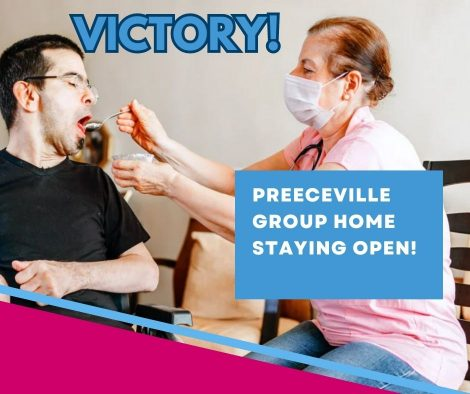 VICTORY!
PREECEVILLE
GROUP HOME
STAYING OPEN!